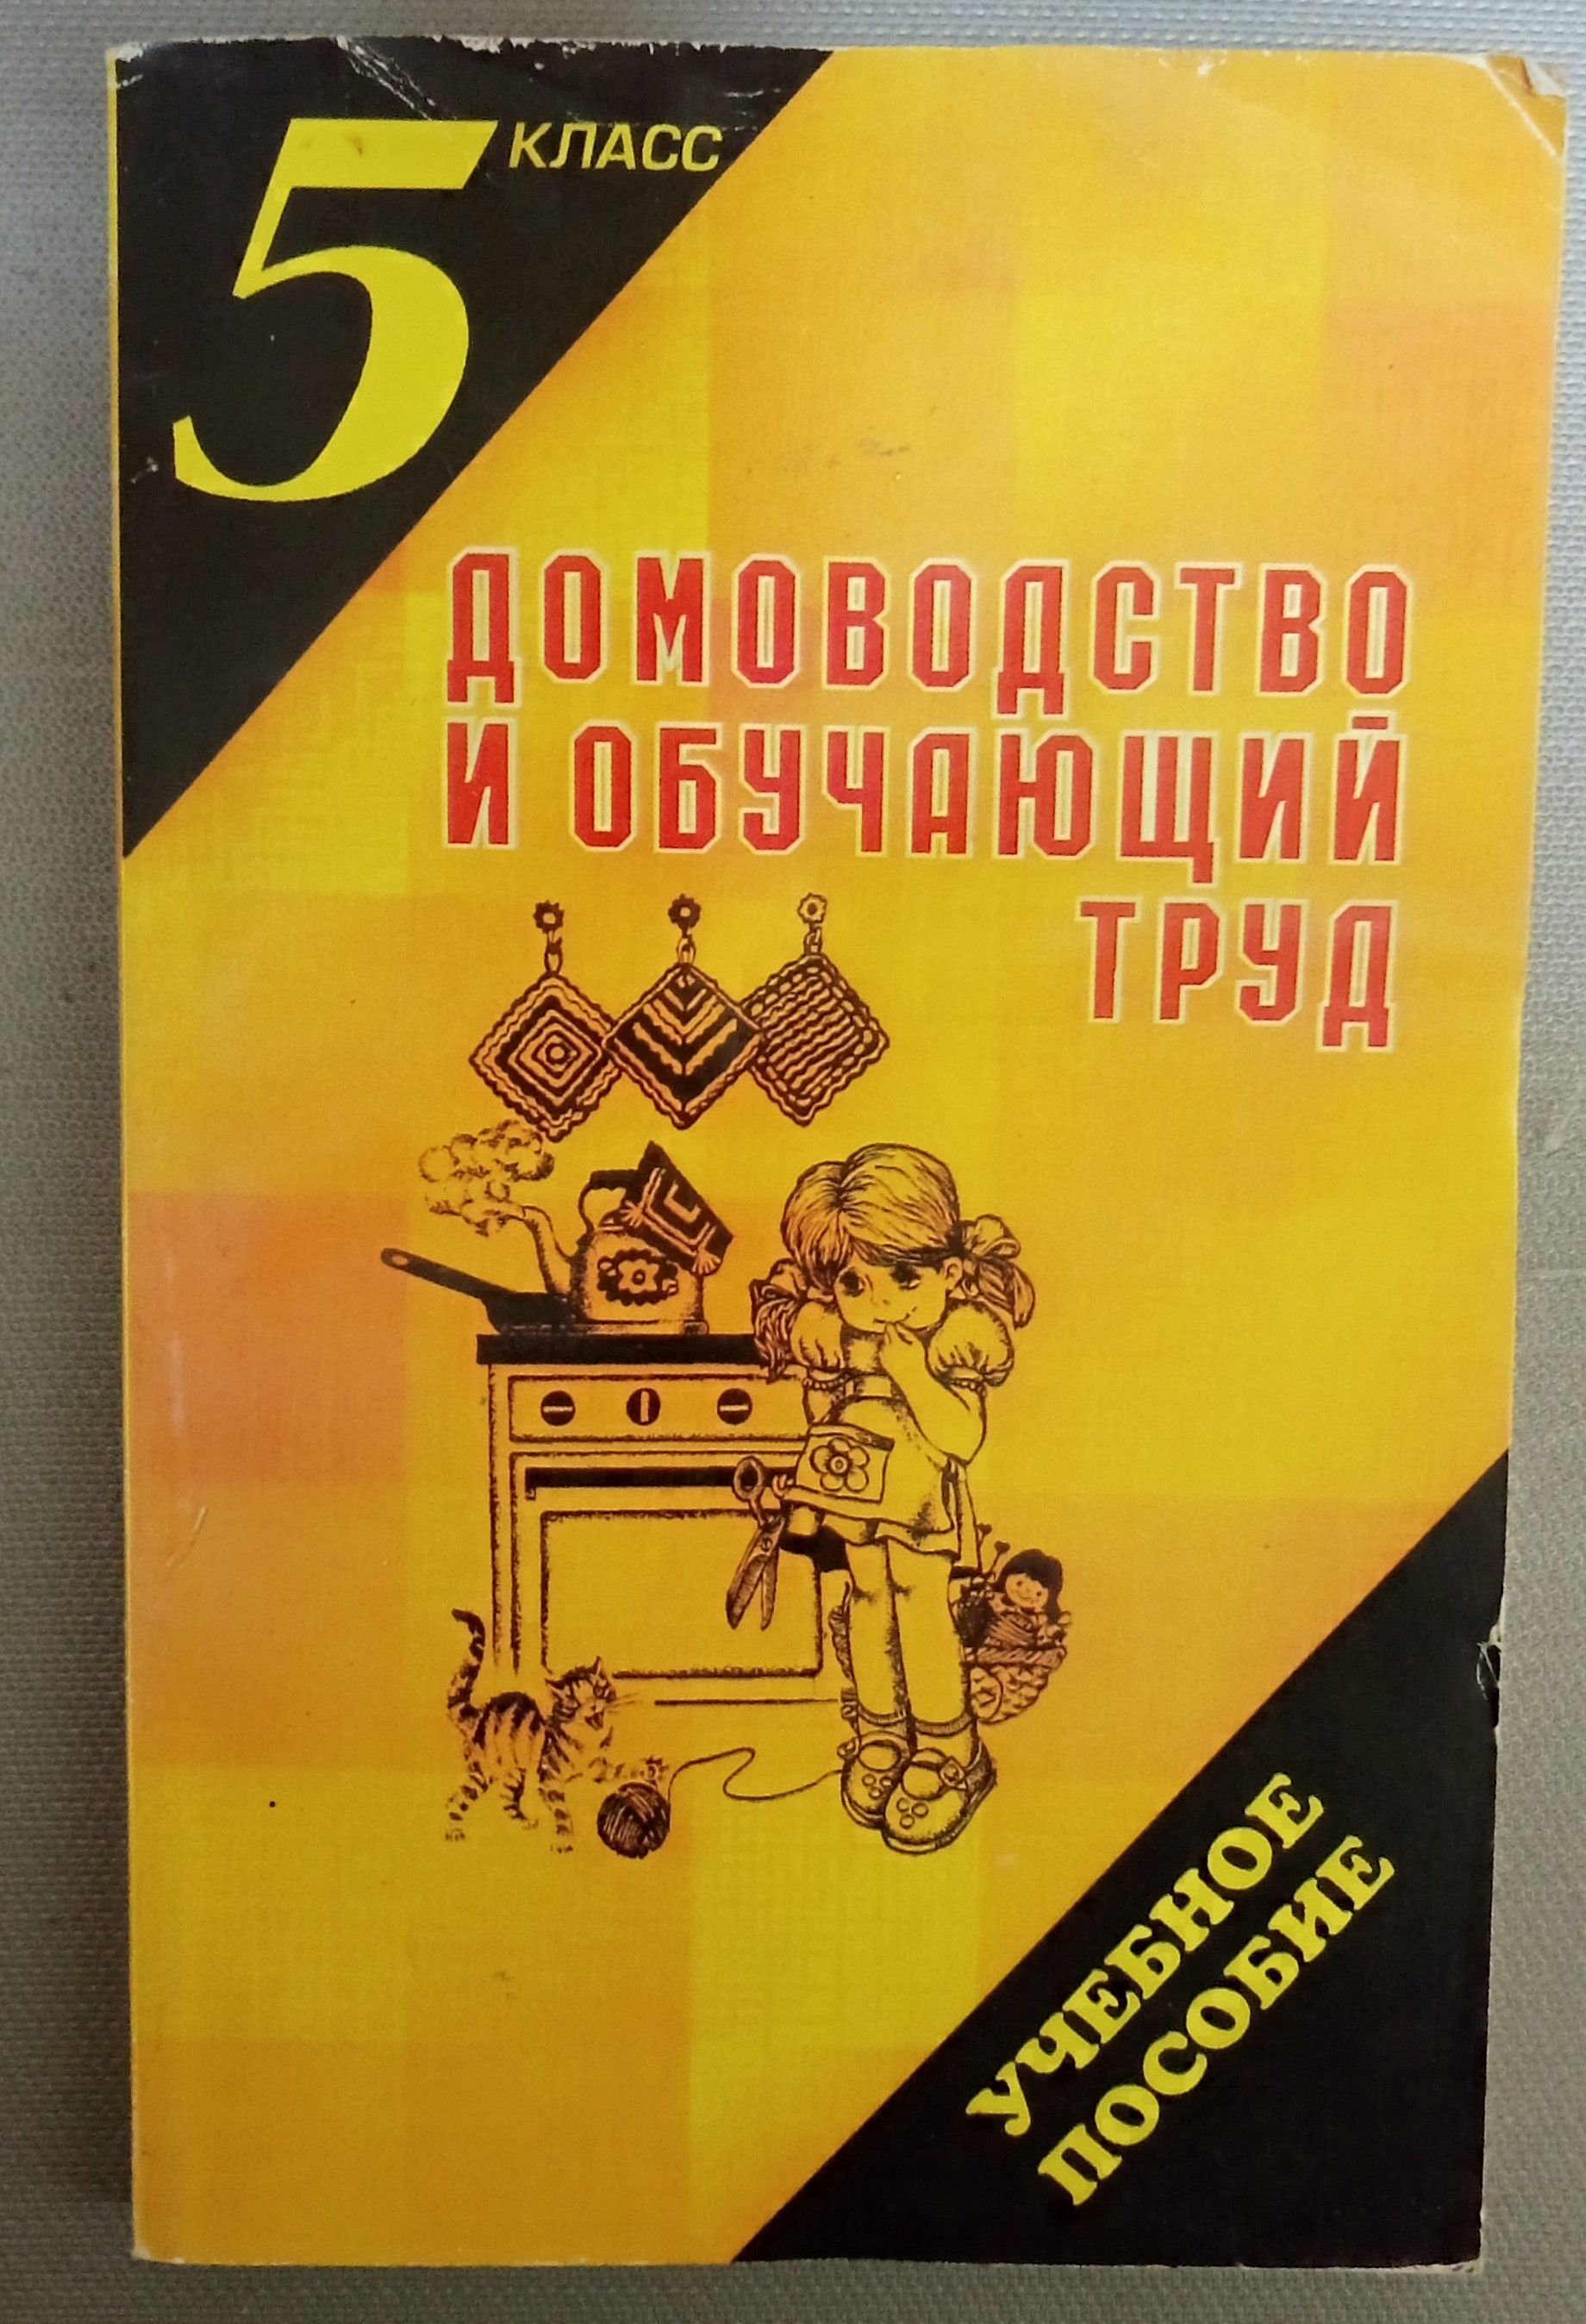 5 КЛАСС
ДОМОВОДСТВО
И ОБУЧАЮЩИЙ
ТРУД
УЧЕБНОЕ
ПОСОБИЕ